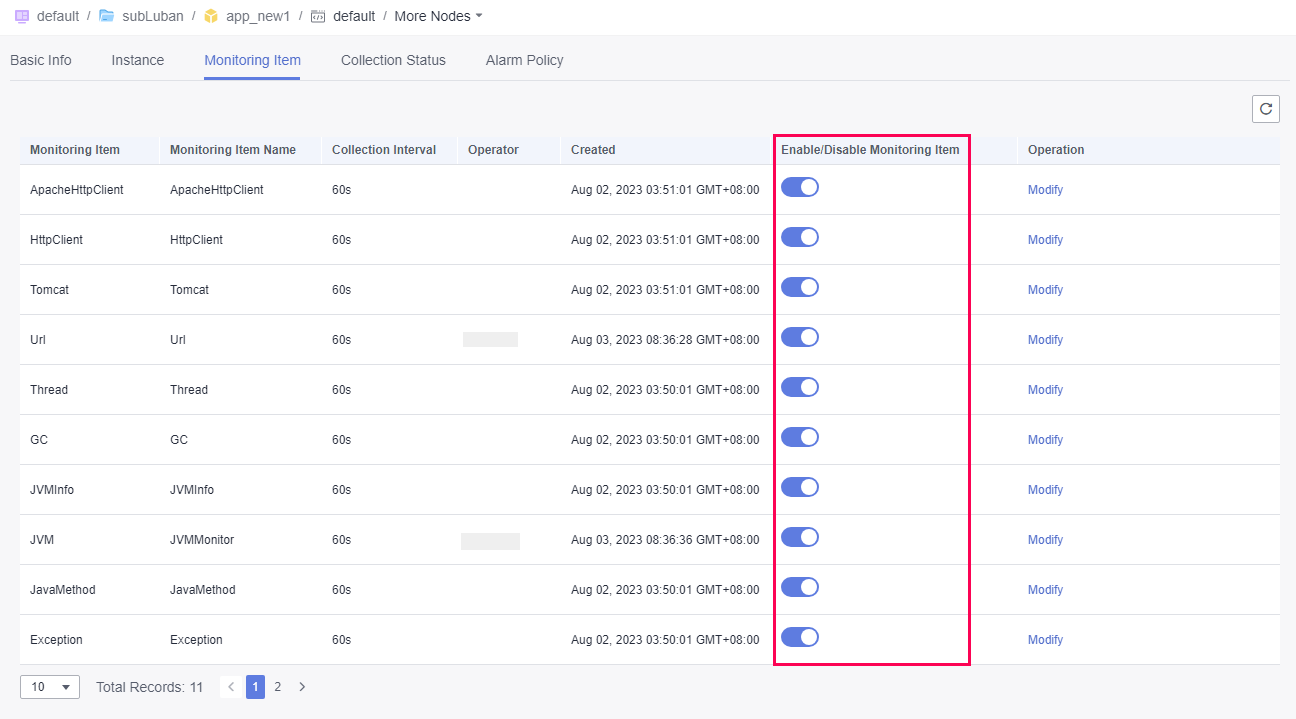 default / subLuban / app_new1 / default / More Nodes
Basic Info Instance Monitoring Item Collection Status Alarm Policy
Monitoring Item Monitoring Item Name Collection Interval Operator Created Enable/Disable Monitoring Item Operation
ApacheHttpClient ApacheHttpClient 60s Aug 02, 2023 03:51:01 GMT+08:00 Modify
HttpClient HttpClient 60s Aug 02, 2023 03:51:01 GMT+08:00 Modify
Tomcat Tomcat 60s Aug 02, 2023 03:51:01 GMT+08:00 Modify
Url Url 60s Aug 03, 2023 08:36:28 GMT+08:00 Modify
Thread Thread 60s Aug 02, 2023 03:50:01 GMT+08:00 Modify
GC GC 60s Aug 02, 2023 03:50:01 GMT+08:00 Modify
JVMInfo JVMInfo 60s Aug 02, 2023 03:50:01 GMT+08:00 Modify
JVM JVMMonitor 60s Aug 03, 2023 08:36:36 GMT+08:00 Modify
JavaMethod JavaMethod 60s Aug 02, 2023 03:50:01 GMT+08:00 Modify
Exception Exception 60s Aug 02, 2023 03:50:01 GMT+08:00 Modify
10 Total Records: 11 < 1 2 >